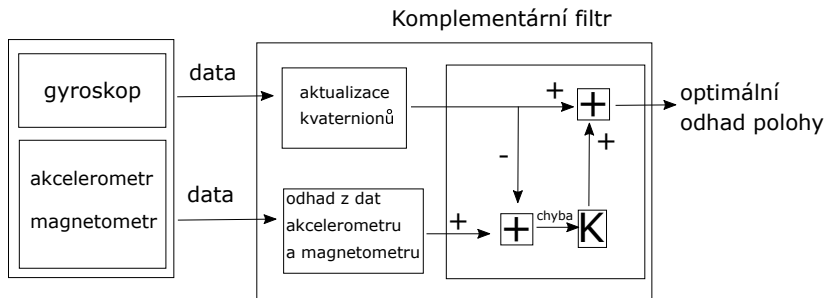 Komplementární filtr
gyroskop
data
aktualizace
kvaternionů
+
+
optimální
odhad polohy
-
+
akcelerometr
magnetometr
data
odhad z dat
akcelerometru
a magnetometru
+
+
chyba
K